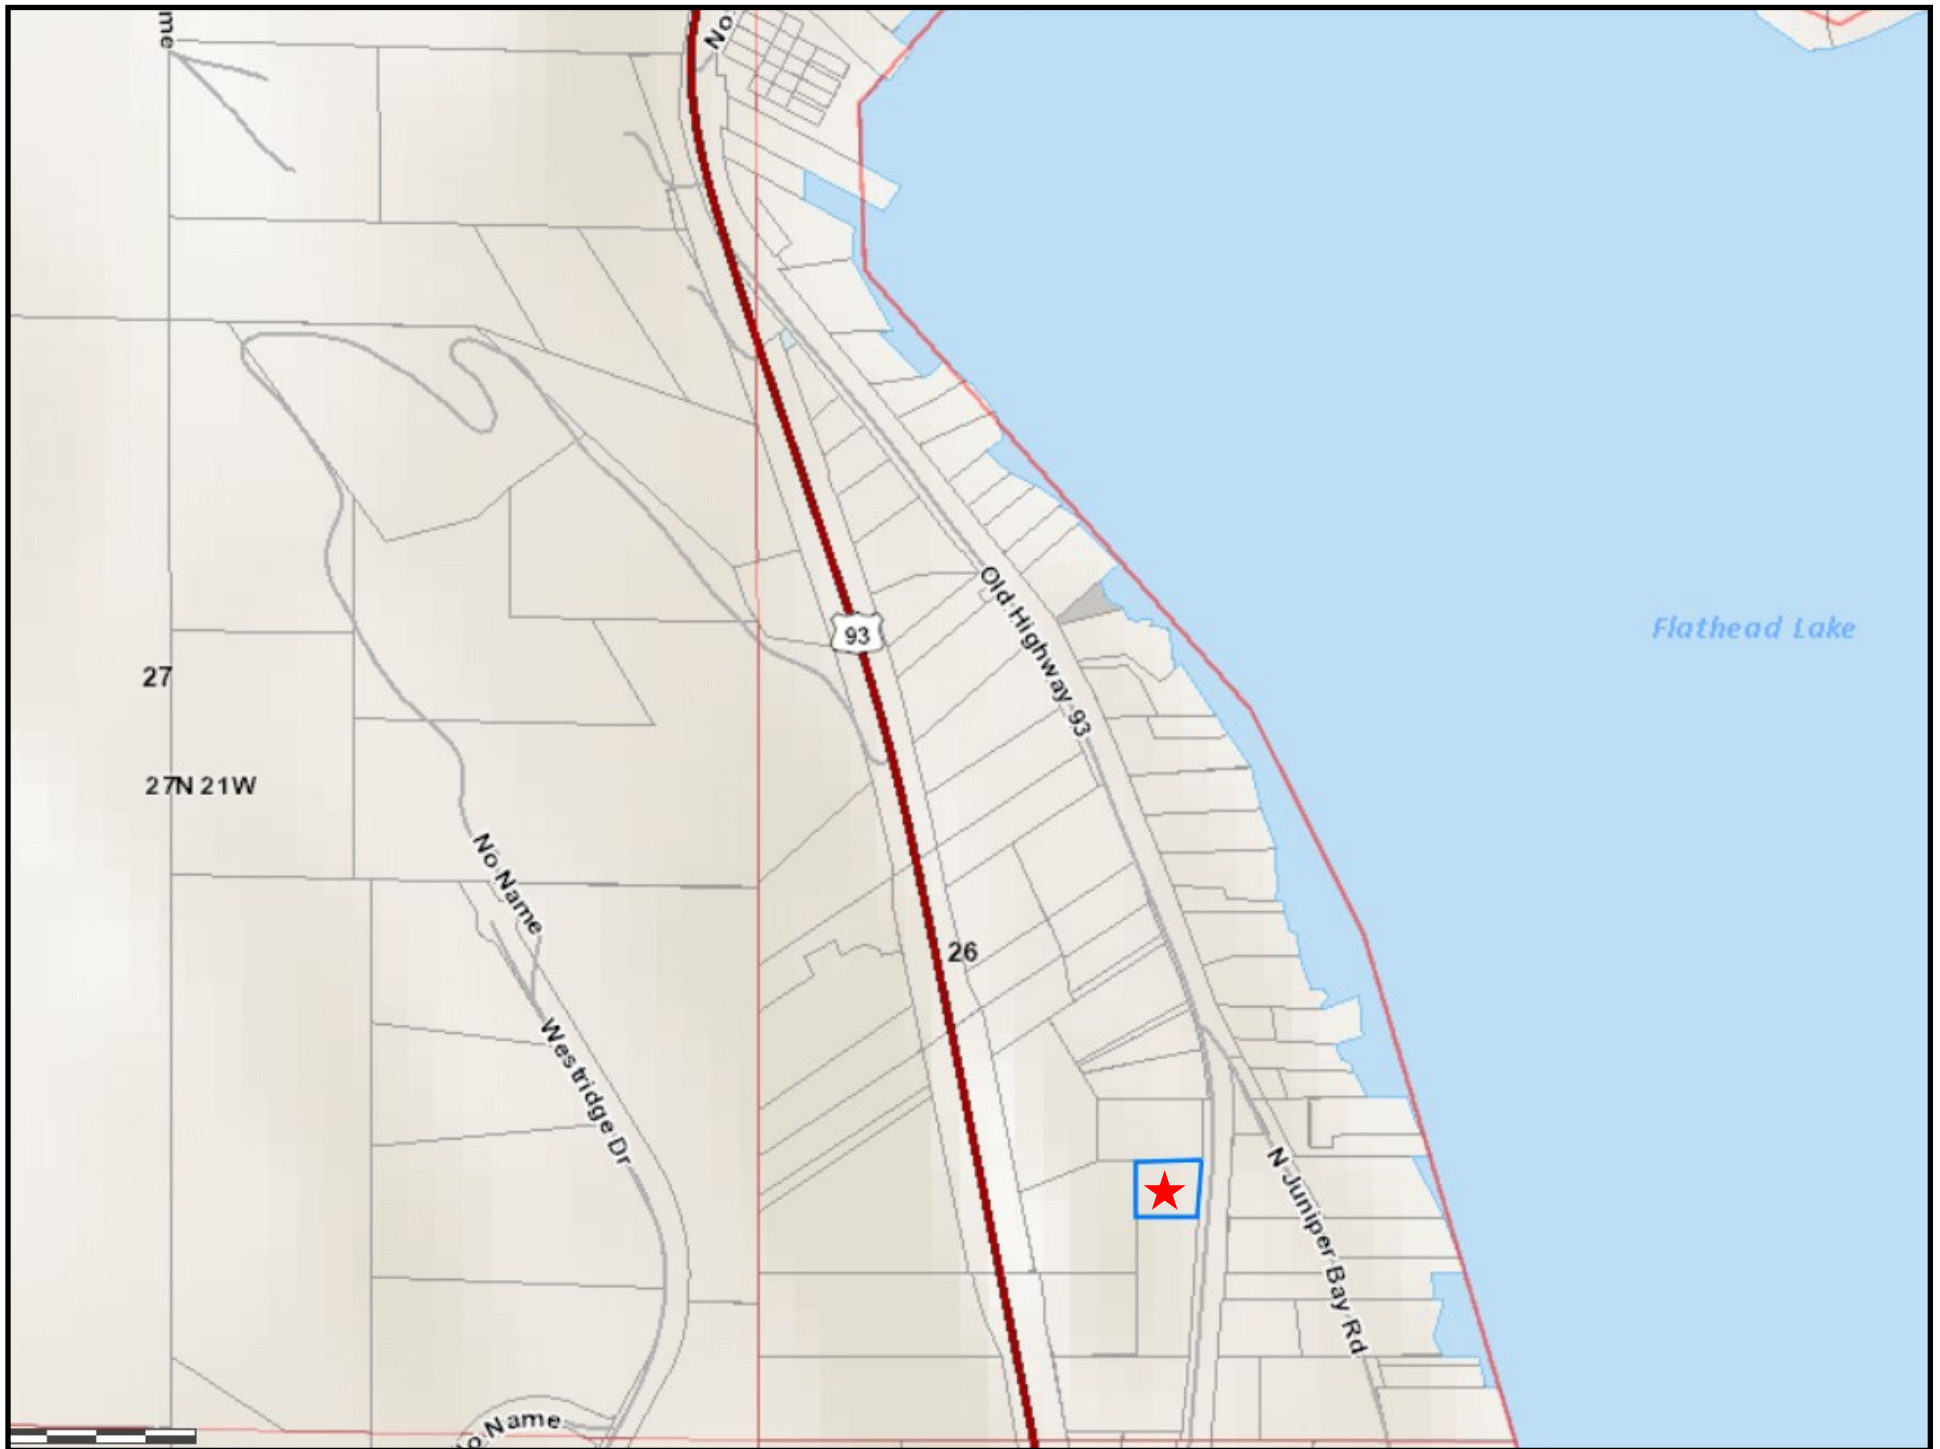 me
No
93
Old Highway 93
Flathead Lake
27
27N 21W
No Name
26
Westridge Dr
N Juniper Bay Rd
No Name